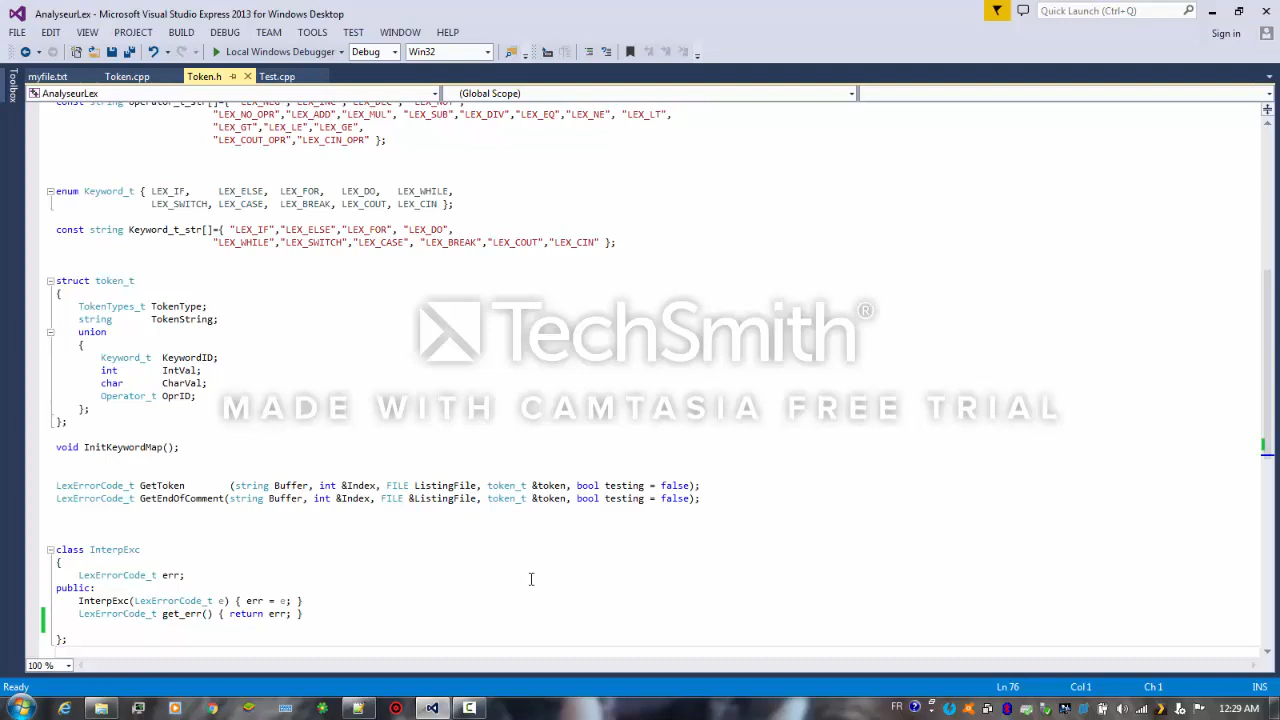 AnalyseurLex - Microsoft Visual Studio Express 2013 for Windows Desktop
Quick Launch (Ctrl+Q)
FILE EDIT VIEW PROJECT BUILD DEBUG TEAM TOOLS TEST WINDOW HELP
Sign in
Local Windows Debugger Debug Win32
Toolbox
myfile.txt Token.cpp Token.h Test.cpp
AnalyseurLex (Global Scope)
const string operator_t_str[]={ "LEX_NEG","LEX_INC","LEX_DEC","LEX_NOT",
"LEX_NO_OPR","LEX_ADD","LEX_MUL", "LEX_SUB","LEX_DIV","LEX_EQ","LEX_NE", "LEX_LT",
"LEX_GT","LEX_LE","LEX_GE",
"LEX_COUT_OPR","LEX_CIN_OPR" };
enum Keyword_t { LEX_IF, LEX_ELSE, LEX_FOR, LEX_DO, LEX_WHILE,
LEX_SWITCH, LEX_CASE, LEX_BREAK, LEX_COUT, LEX_CIN };
const string Keyword_t_str[]={ "LEX_IF","LEX_ELSE","LEX_FOR", "LEX_DO",
"LEX_WHILE","LEX_SWITCH","LEX_CASE", "LEX_BREAK","LEX_COUT","LEX_CIN" };
struct token_t
{
TokenTypes_t TokenType;
string TokenString;
union
{
Keyword_t KeywordID;
int IntVal;
char CharVal;
Operator_t OprID;
};
};
TechSmith®
MADE WITH CAMTASIA FREE TRIAL
void InitKeywordMap();
LexErrorCode_t GetToken (string Buffer, int &Index, FILE ListingFile, token_t &token, bool testing = false);
LexErrorCode_t GetEndOfComment(string Buffer, int &Index, FILE &ListingFile, token_t &token, bool testing = false);
class InterpExc
{
LexErrorCode_t err;
public:
InterpExc(LexErrorCode_t e) { err = e; }
LexErrorCode_t get_err() { return err; }
};
100 %
Ready Ln 76 Col 1 Ch 1 INS
FR 12:29 AM